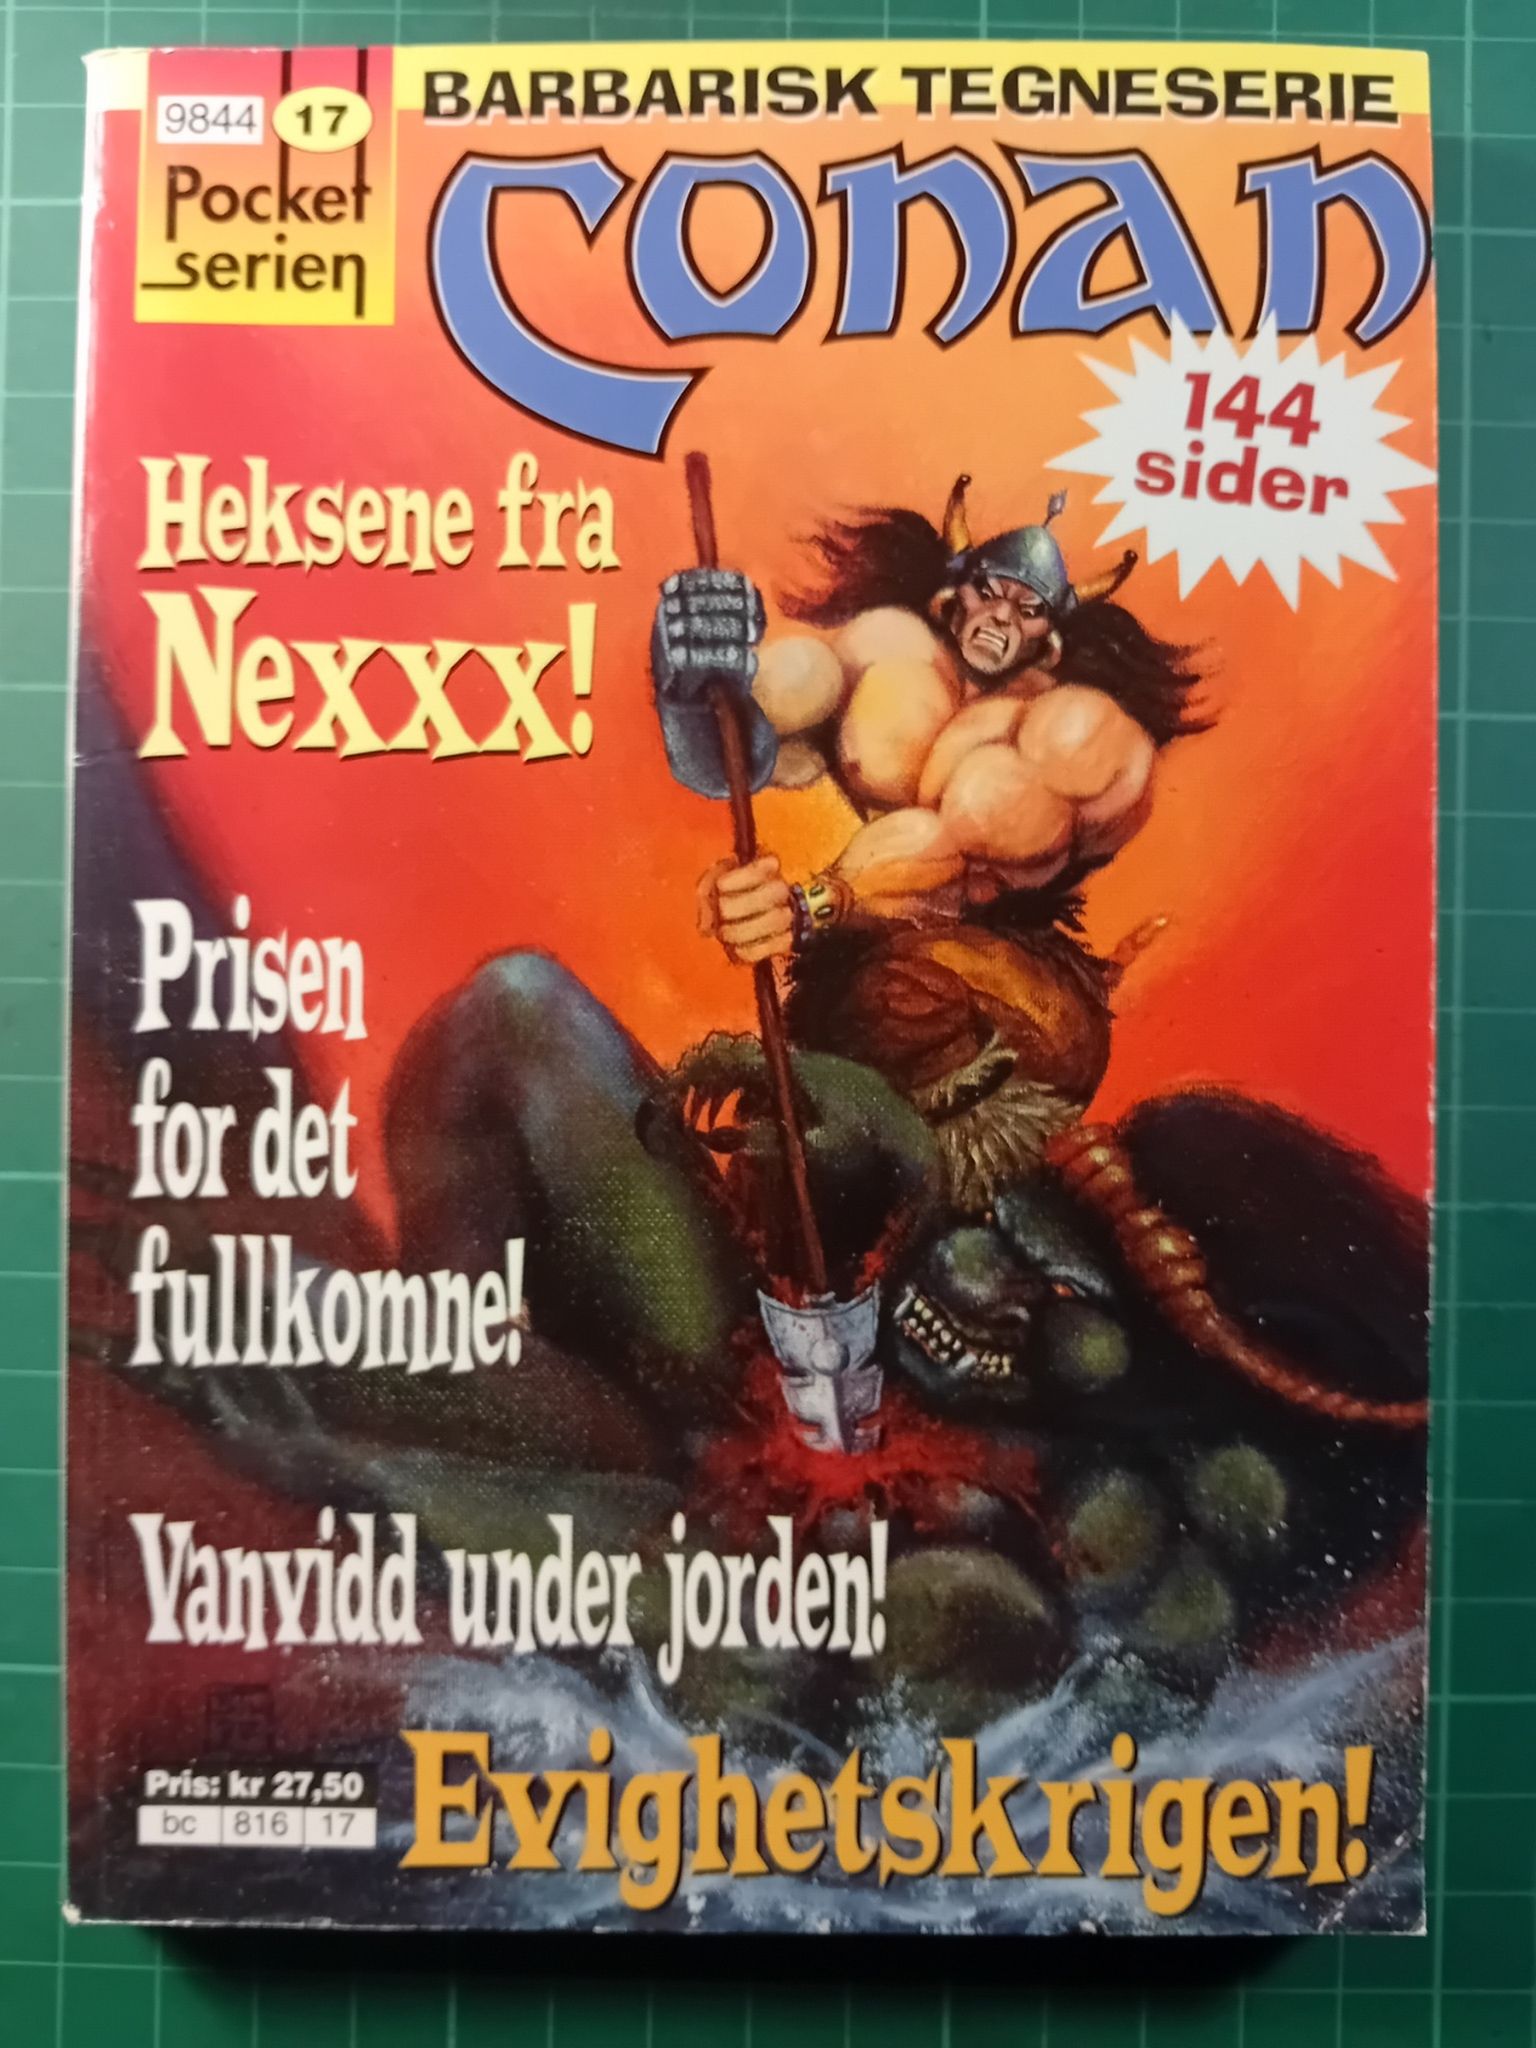 BARBARISK TEGNESERIE
9844 17
Pocket
serien
Conan
144
sider
Heksene fra
Nexxx!
Prisen
for det
fullkomne!
Vanvidd under jorden!
Evighetskrigen!
Pris: kr 27,50
bc 816 17